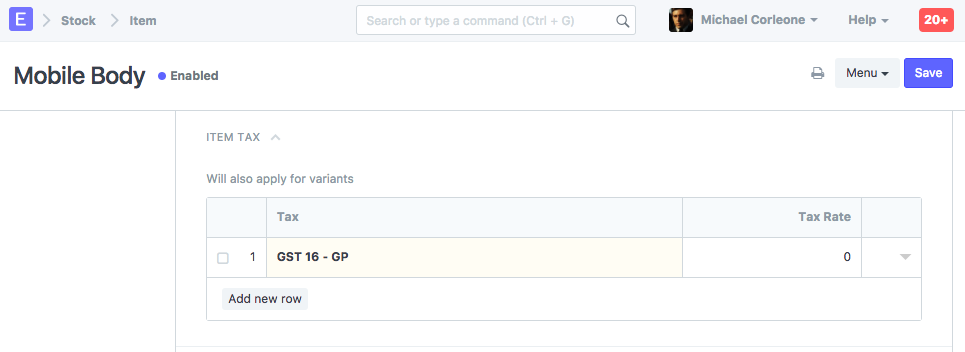 E Stock Item Search or type a command (Ctrl + G) Michael Corleone Help 20+
Mobile Body Enabled Menu Save
ITEM TAX
Will also apply for variants
Tax Tax Rate
1 GST 16 - GP 0
Add new row